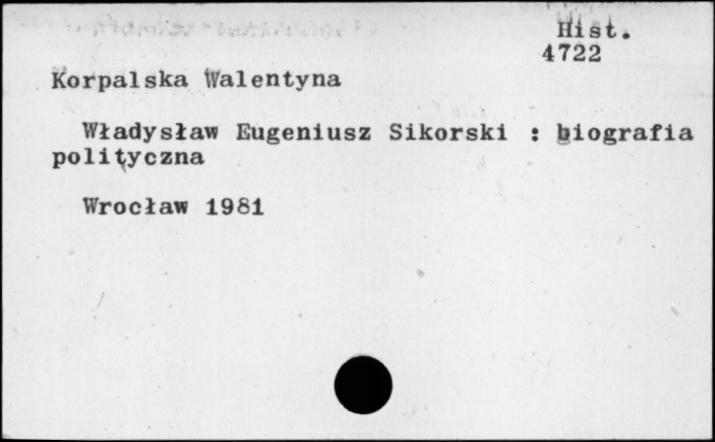 Hist.
4722
Korpalska Walentyna
Władysław Eugeniusz Sikorski : biografia
polityczna
Wrocław 1981